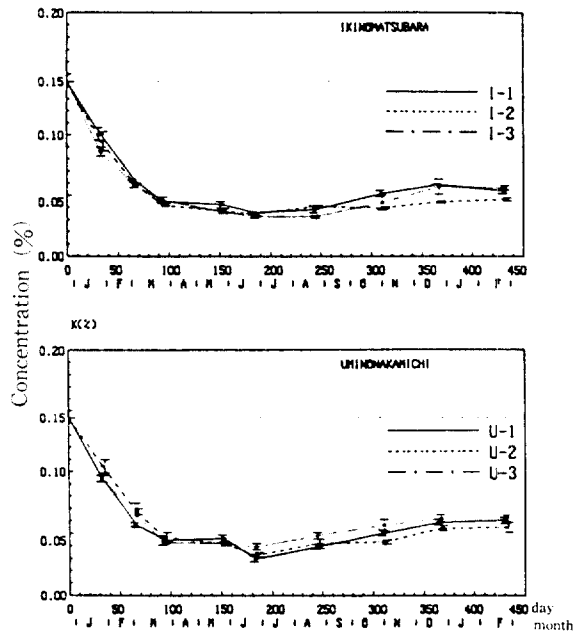 0.20
IKINOMATSUBARA
0.15
I-1
I-2
I-3
0.10
0.05
0.00
0 50 100 150 200 250 300 350 400 450
J F M A M J J A S O N D J F
K(%)
Concentration (%)
0.20
UMINONAKAMICHI
0.15
U-1
U-2
U-3
0.10
0.05
0.00
0 50 100 150 200 250 300 350 400 450 day
J F M A M J J A S O N D J F month